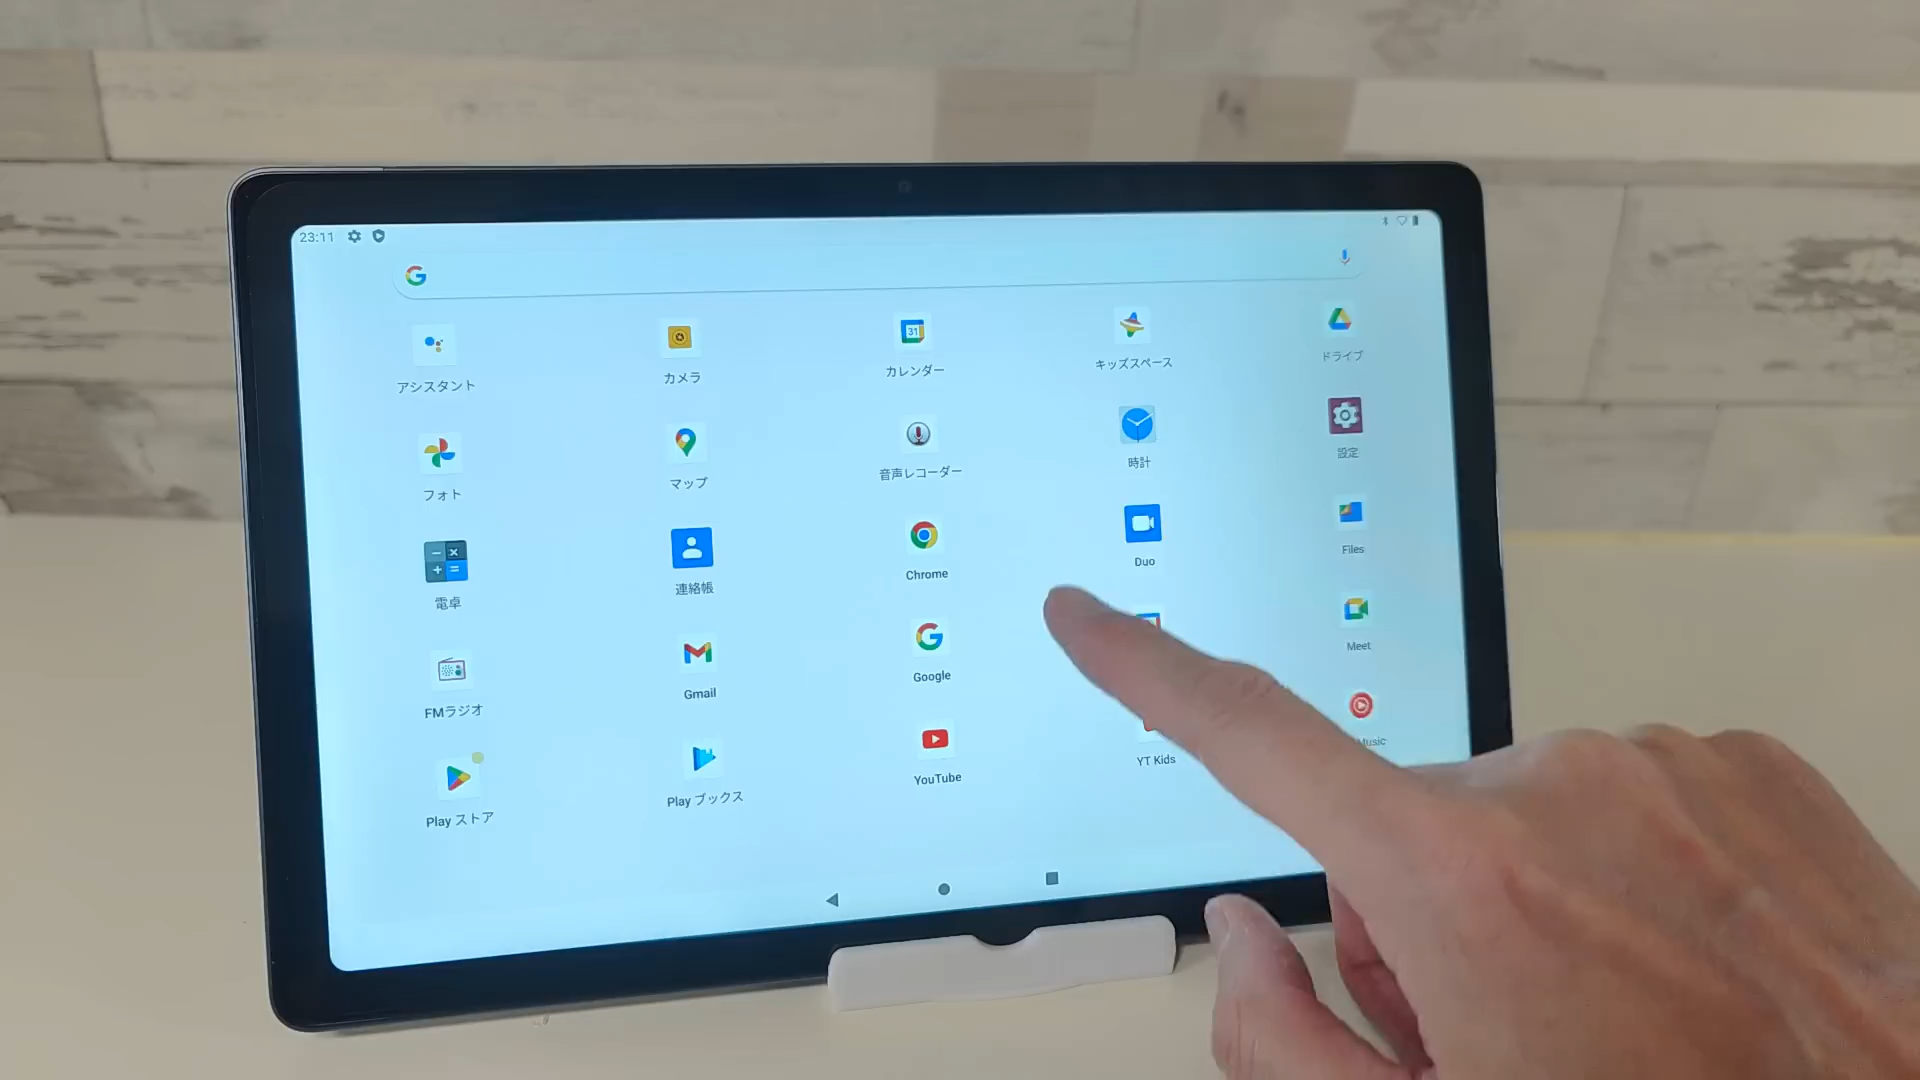 23:11
アシスタント
カメラ
カレンダー
31
キッズスペース
ドライブ
フォト
マップ
音声レコーダー
時計
設定
電卓
連絡帳
Chrome
Duo
Files
FMラジオ
Gmail
Google
Meet
Play ストア
Play ブックス
YouTube
YT Kids
Music